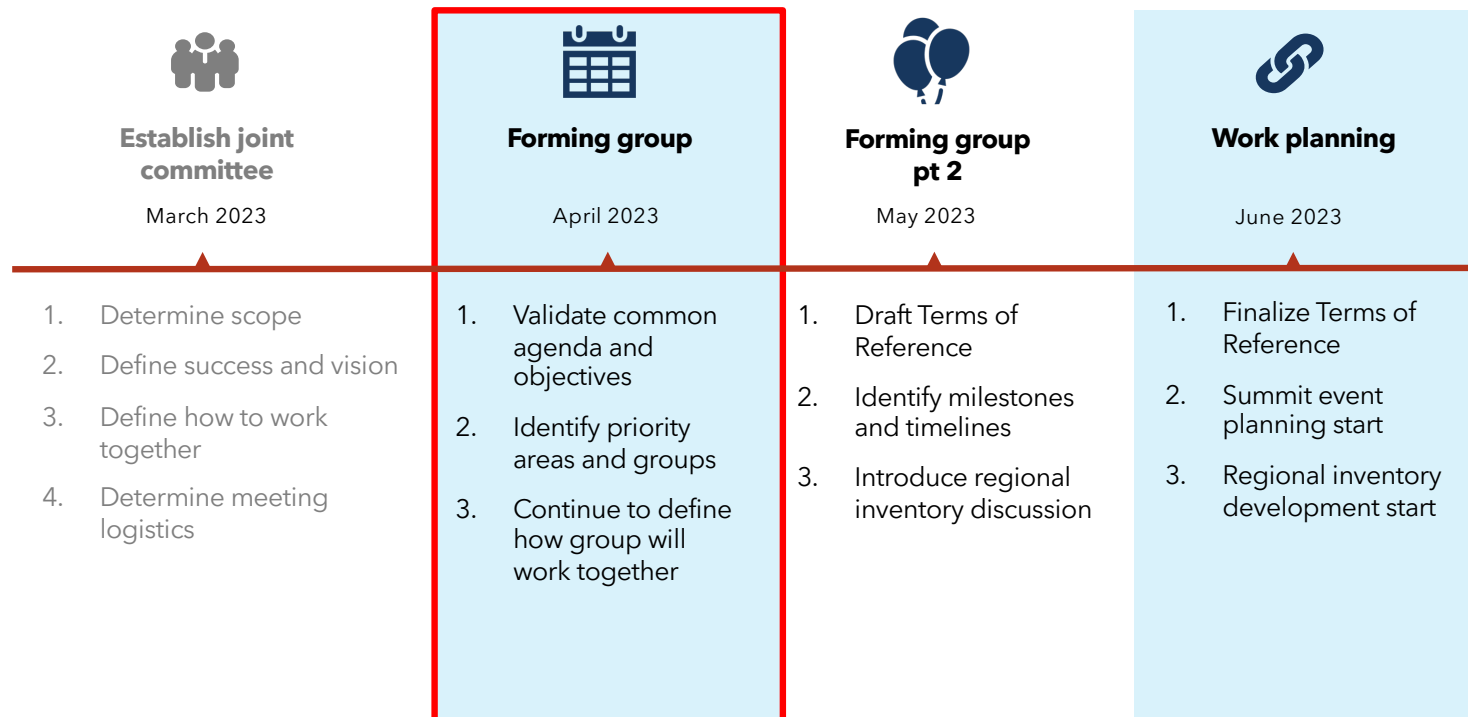 Establish joint
committee
March 2023
1. Determine scope
2. Define success and vision
3. Define how to work
together
4. Determine meeting
logistics
Forming group
April 2023
1. Validate common
agenda and
objectives
2. Identify priority
areas and groups
3. Continue to define
how group will
work together
Forming group
pt 2
May 2023
1. Draft Terms of
Reference
2. Identify milestones
and timelines
3. Introduce regional
inventory discussion
Work planning
June 2023
1. Finalize Terms of
Reference
2. Summit event
planning start
3. Regional inventory
development start